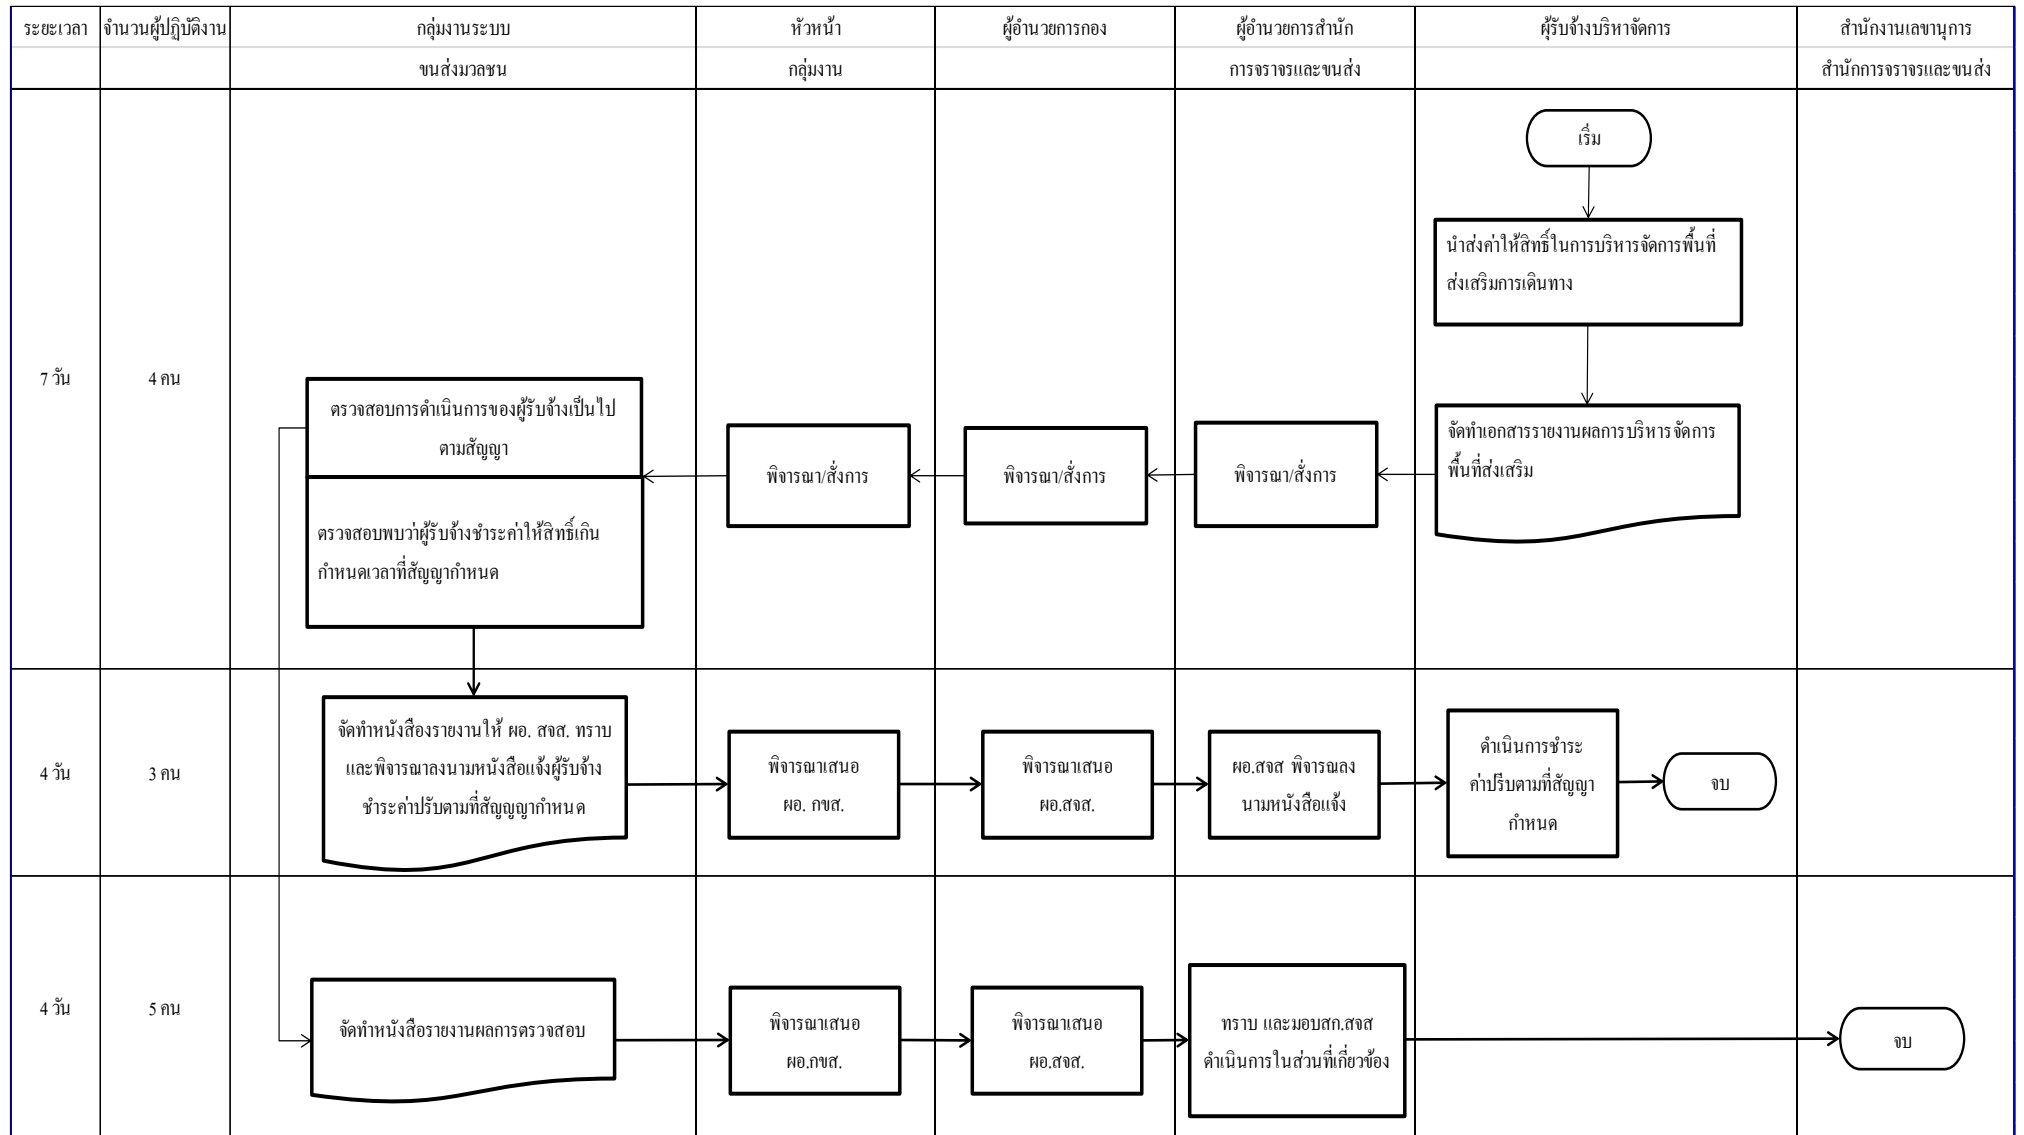 ระยะเวลา
จำนวนผู้ปฏิบัติงาน
กลุ่มงานระบบ
ขนส่งมวลชน
หัวหน้า
กลุ่มงาน
ผู้อำนวยการกอง
ผู้อำนวยการสำนัก
การจราจรและขนส่ง
ผู้รับจ้างบริหาจัดการ
สำนักงานเลขานุการ
สำนักการจราจรและขนส่ง
เริ่ม
นำส่งค่าให้สิทธิ์ในการบริหารจัดการพื้นที่
ส่งเสริมการเดินทาง
7 วัน
4 คน
ตรวจสอบการดำเนินการของผู้รับจ้างเป็นไป
ตามสัญญา
ตรวจสอบพบว่าผู้รับจ้างชำระค่าให้สิทธิ์เกิน
กำหนดเวลาที่สัญญากำหนด
พิจารณา/สั่งการ
พิจารณา/สั่งการ
พิจารณา/สั่งการ
จัดทำเอกสารรายงานผลการบริหารจัดการ
พื้นที่ส่งเสริม
4 วัน
3 คน
จัดทำหนังสืองรายงานให้ ผอ. สจส. ทราบ
และพิจารณาลงนามหนังสือแจ้งผู้รับจ้าง
ชำระค่าปรับตามที่สัญญญากำหนด
พิจารณาเสนอ
ผอ. กขส.
พิจารณาเสนอ
ผอ.สจส.
ผอ.สจส พิจารณลง
นามหนังสือแจ้ง
ดำเนินการชำระ
ค่าปรับตามที่สัญญา
กำหนด
จบ
4 วัน
5 คน
จัดทำหนังสือรายงานผลการตรวจสอบ
พิจารณาเสนอ
ผอ.กขส.
พิจารณาเสนอ
ผอ.สจส.
ทราบ และมอบสก.สจส
ดำเนินการในส่วนที่เกี่ยวข้อง
จบ